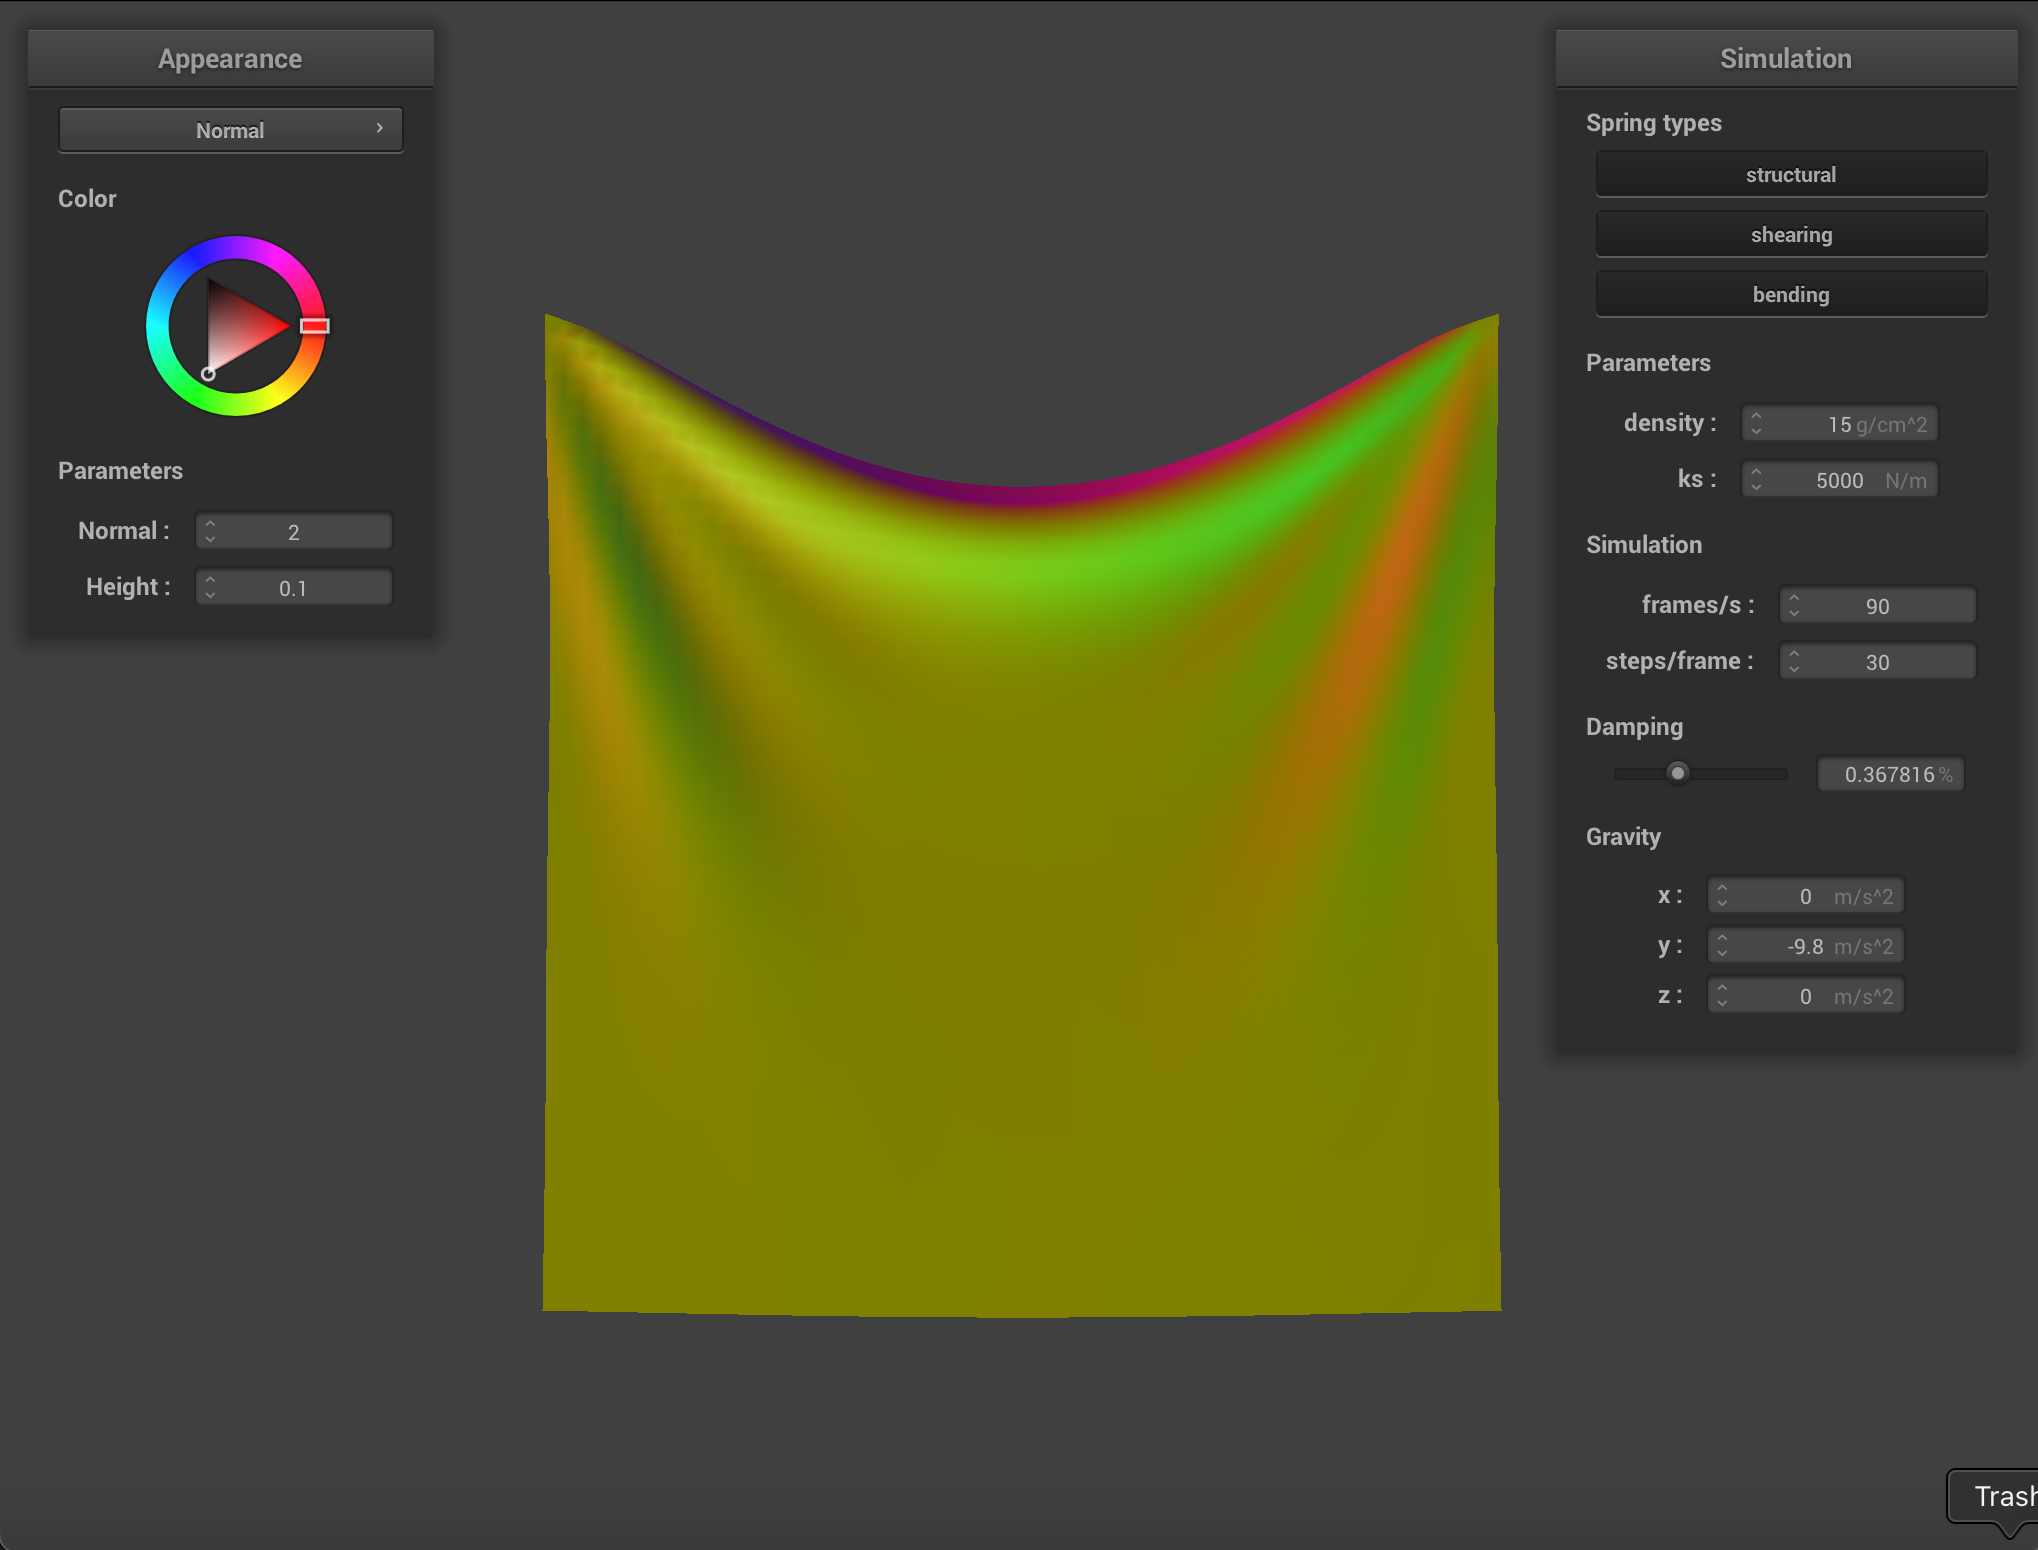 Appearance
Normal
Color
Parameters
Normal : 2
Height : 0.1
Simulation
Spring types
structural
shearing
bending
Parameters
density : 15 g/cm^2
ks : 5000 N/m
Simulation
frames/s : 90
steps/frame : 30
Damping
0.367816 %
Gravity
x : 0 m/s^2
y : -9.8 m/s^2
z : 0 m/s^2
Trash